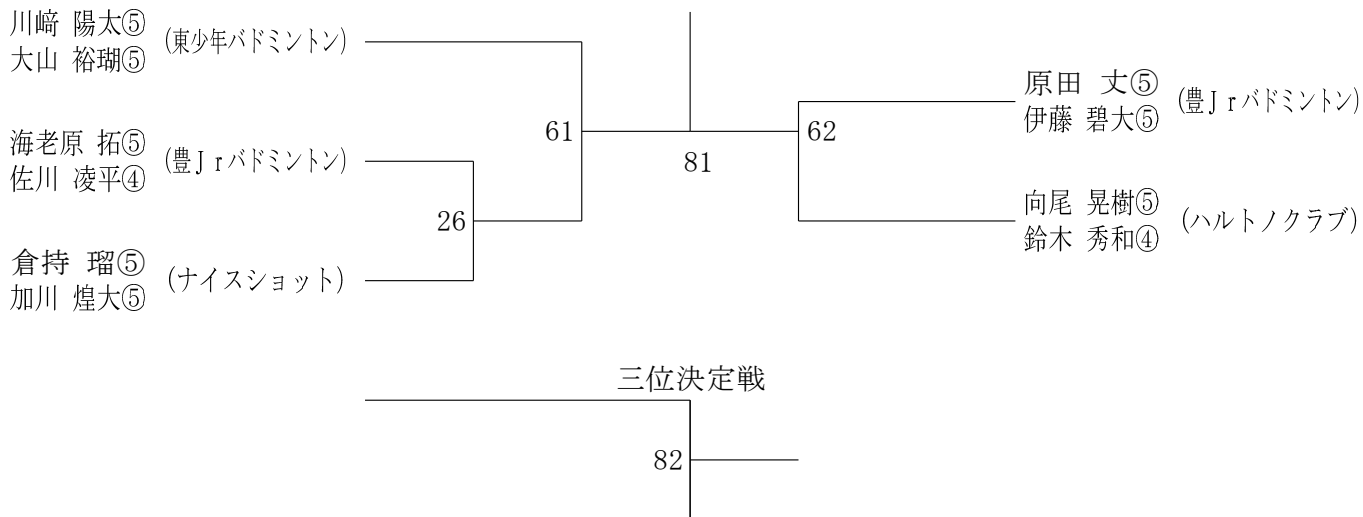 川﨑 陽太⑤
大山 裕瑚⑤
(東少年バドミントン)
海老原 拓⑤
佐川 凌平④
(豊Jrバドミントン)
倉持 瑠⑤
加川 煌大⑤
(ナイスショット)
26
61
81
62
原田 丈⑤
伊藤 碧大⑤
(豊Jrバドミントン)
向尾 晃樹⑤
鈴木 秀和④
(ハルトノクラブ)
三位決定戦
82